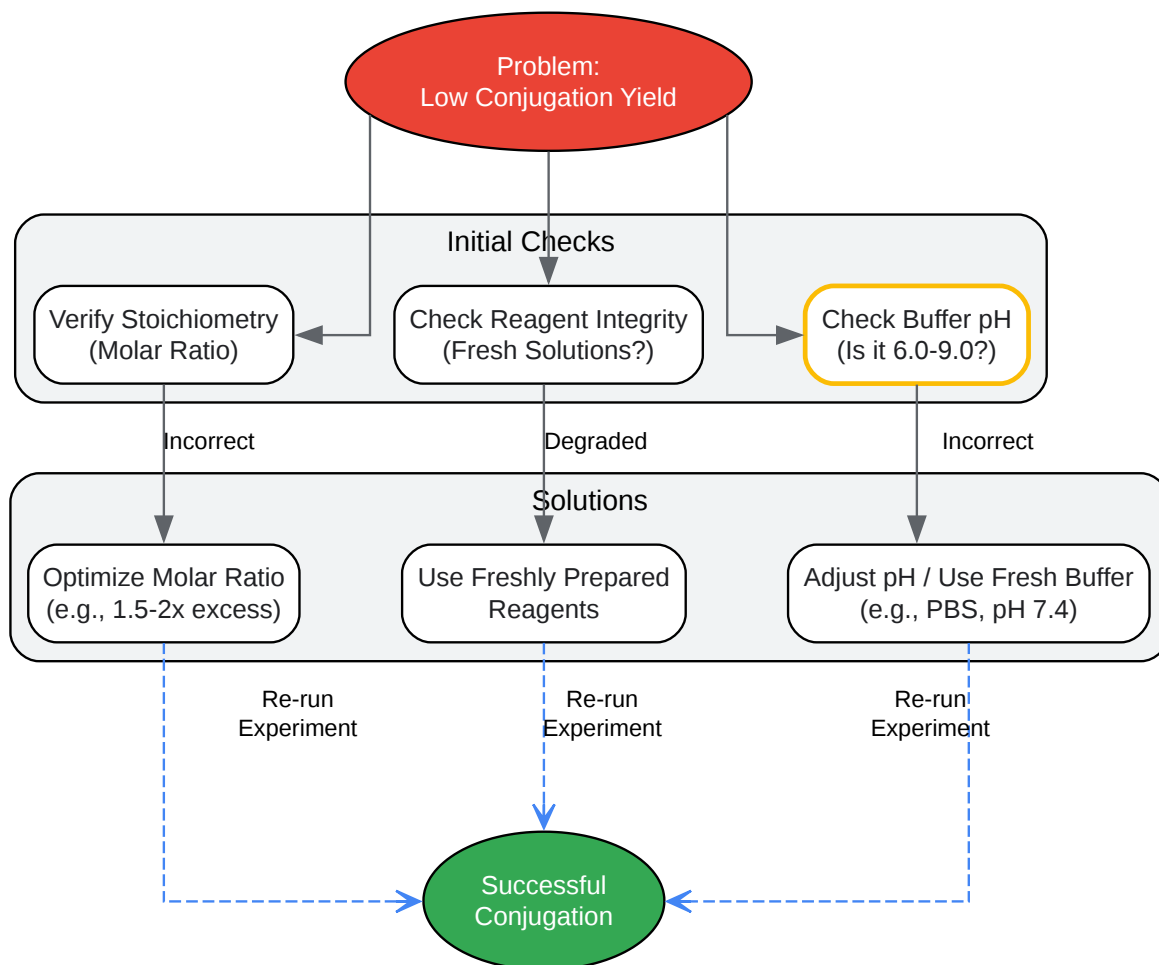 Problem:
Low Conjugation Yield
Initial Checks
Verify Stoichiometry
(Molar Ratio)
Check Reagent Integrity
(Fresh Solutions?)
Check Buffer pH
(Is it 6.0-9.0?)
Incorrect
Degraded
Incorrect
Solutions
Optimize Molar Ratio
(e.g., 1.5-2x excess)
Use Freshly Prepared
Reagents
Adjust pH / Use Fresh Buffer
(e.g., PBS, pH 7.4)
Re-run
Experiment
Re-run
Experiment
Re-run
Experiment
Successful
Conjugation